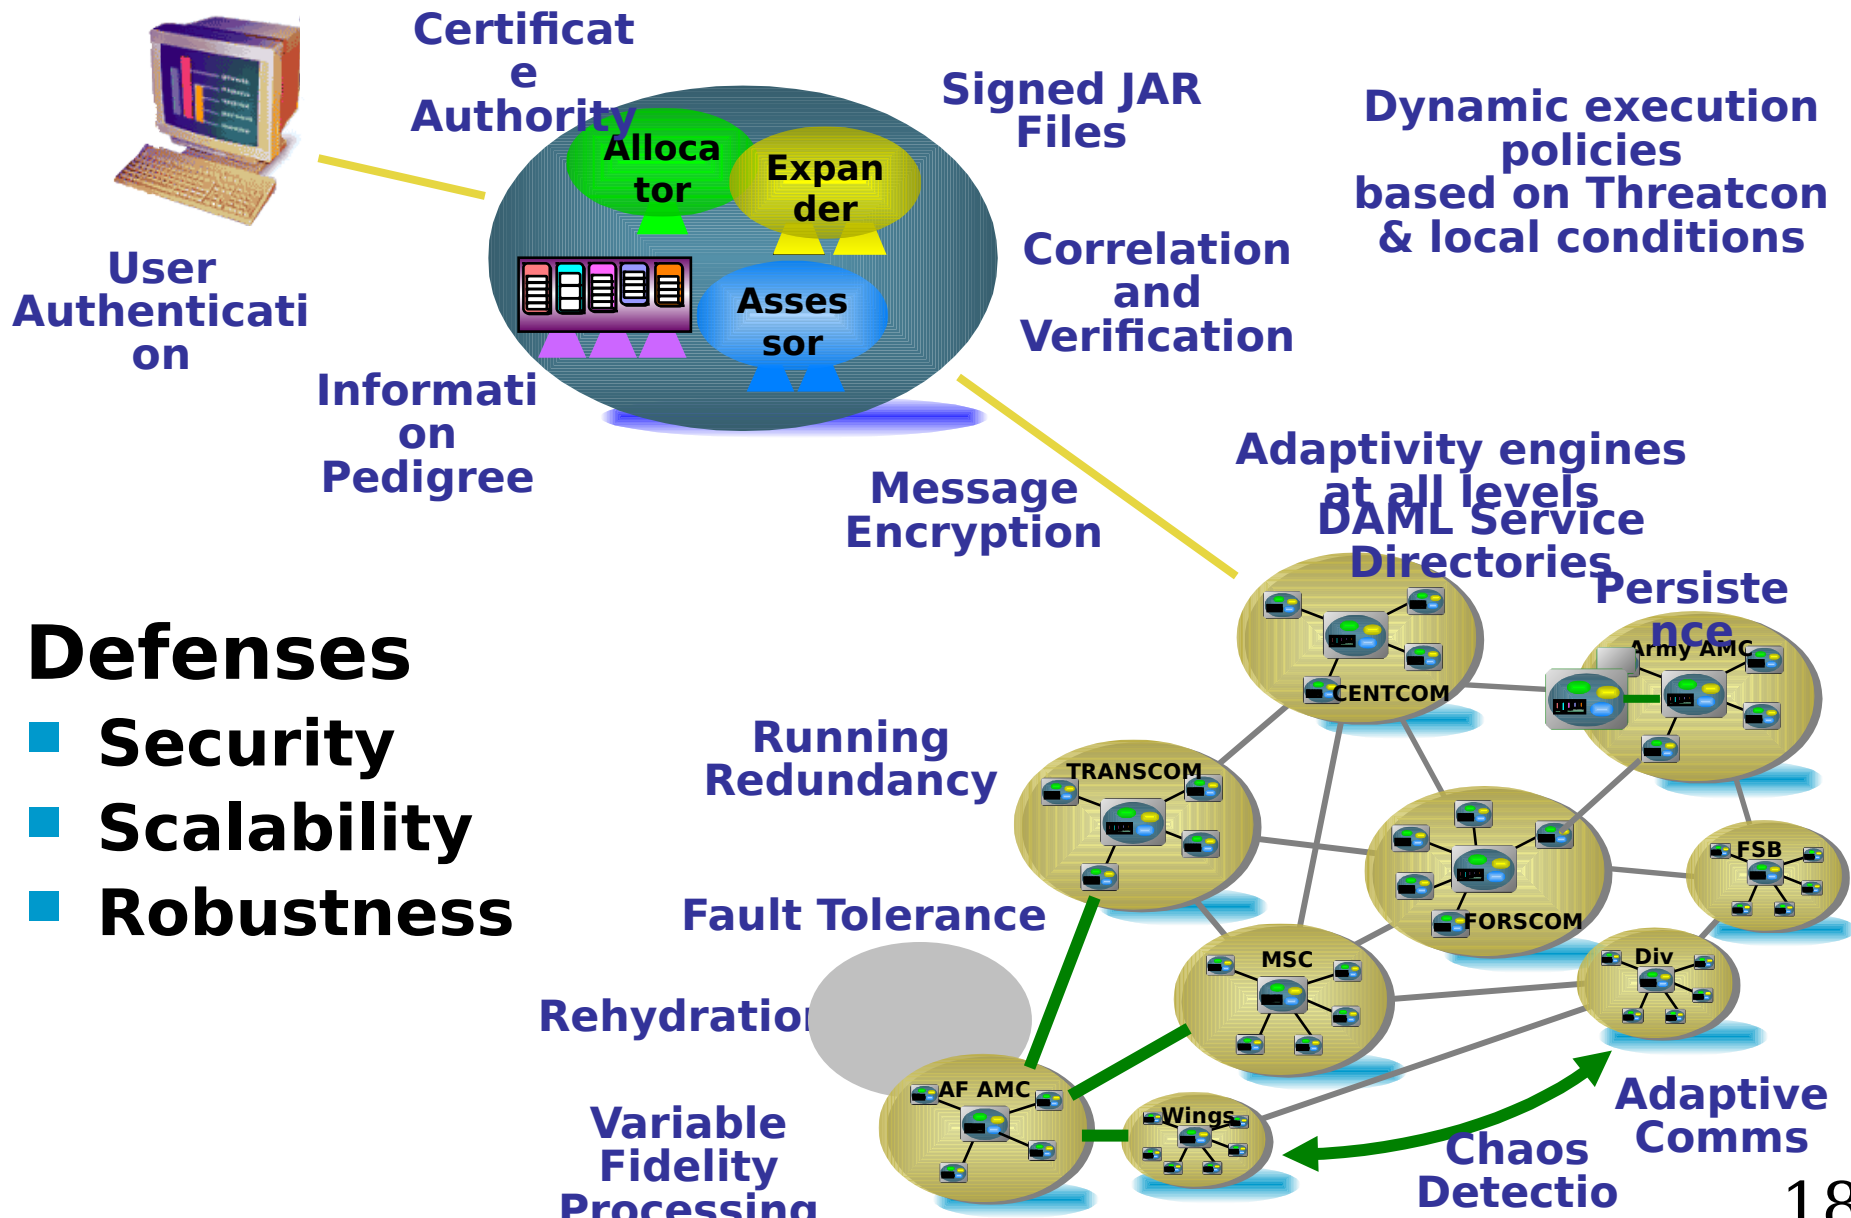 Certificat
e
Authority
Signed JAR
Files
Dynamic execution
policies
based on Threatcon
& local conditions
Alloca
tor
Expan
der
User
Authenticati
on
Correlation
and
Verification
Asses
sor
Informati
on
Pedigree
Message
Encryption
Adaptivity engines
at all levels
DAML Service
Directories
Persiste
nce
Army AMC
CENTCOM
Defenses
Security
Scalability
Robustness
Running
Redundancy
TRANSCOM
FSB
FORSCOM
Fault Tolerance
MSC
Div
Rehydration
AF AMC
Wings
Variable
Fidelity
Processing
Adaptive
Comms
Chaos
Detectio
18